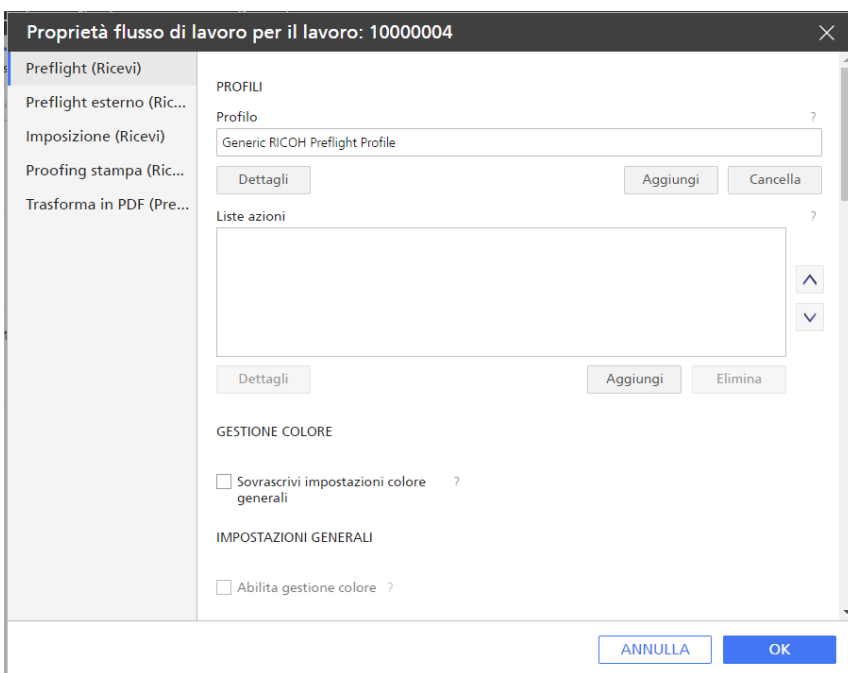 Proprietà flusso di lavoro per il lavoro: 10000004
Preflight (Ricevi)
Preflight esterno (Ric...
Imposizione (Ricevi)
Proofing stampa (Ric...
Trasforma in PDF (Pre...
PROFILI
Profilo ?
Generic RICOH Preflight Profile
Dettagli Aggiungi Cancella
Liste azioni ?
Dettagli Aggiungi Elimina
GESTIONE COLORE
Sovrascrivi impostazioni colore ?
generali
IMPOSTAZIONI GENERALI
Abilita gestione colore ?
ANNULLA OK